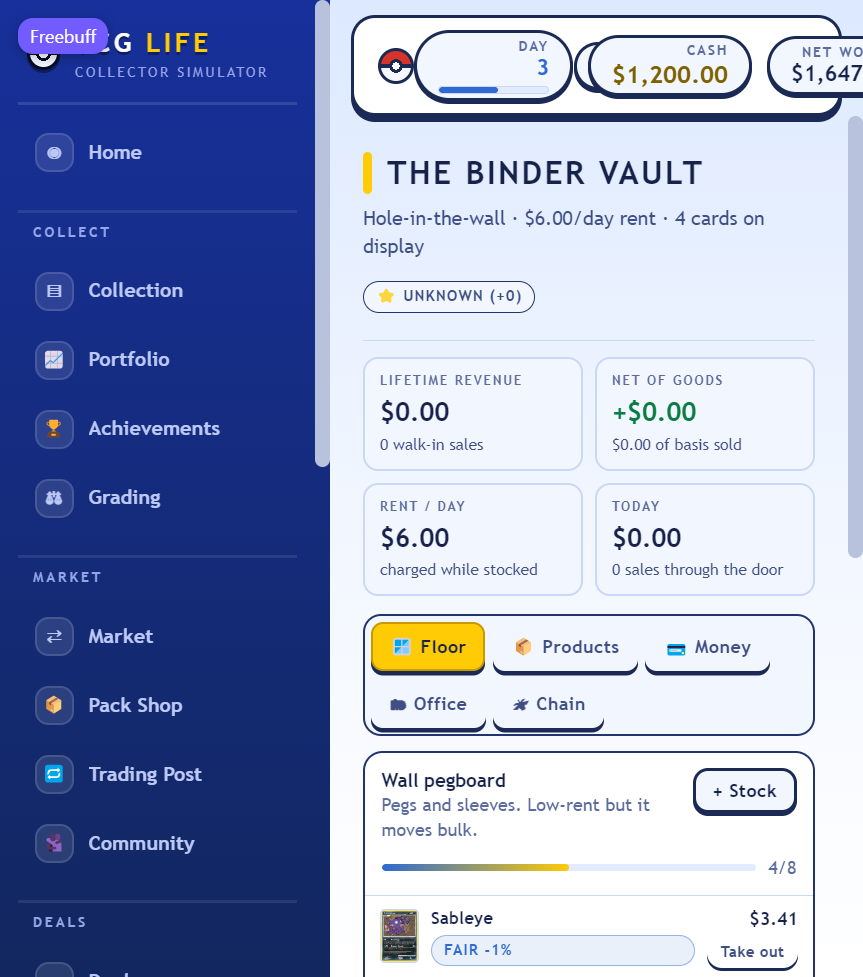 Freebuff
CG LIFE
COLLECTOR SIMULATOR
Home
COLLECT
Collection
Portfolio
Achievements
Grading
MARKET
Market
Pack Shop
Trading Post
Community
DEALS
DAY
3
CASH
$1,200.00
NET WO
$1,647
THE BINDER VAULT
Hole-in-the-wall · $6.00/day rent · 4 cards on
display
UNKNOWN (+0)
LIFETIME REVENUE
$0.00
0 walk-in sales
NET OF GOODS
+$0.00
$0.00 of basis sold
RENT / DAY
$6.00
charged while stocked
TODAY
$0.00
0 sales through the door
Floor
Products
Money
Office
Chain
Wall pegboard
Pegs and sleeves. Low-rent but it
moves bulk.
+ Stock
4/8
Sableye
$3.41
FAIR -1%
Take out